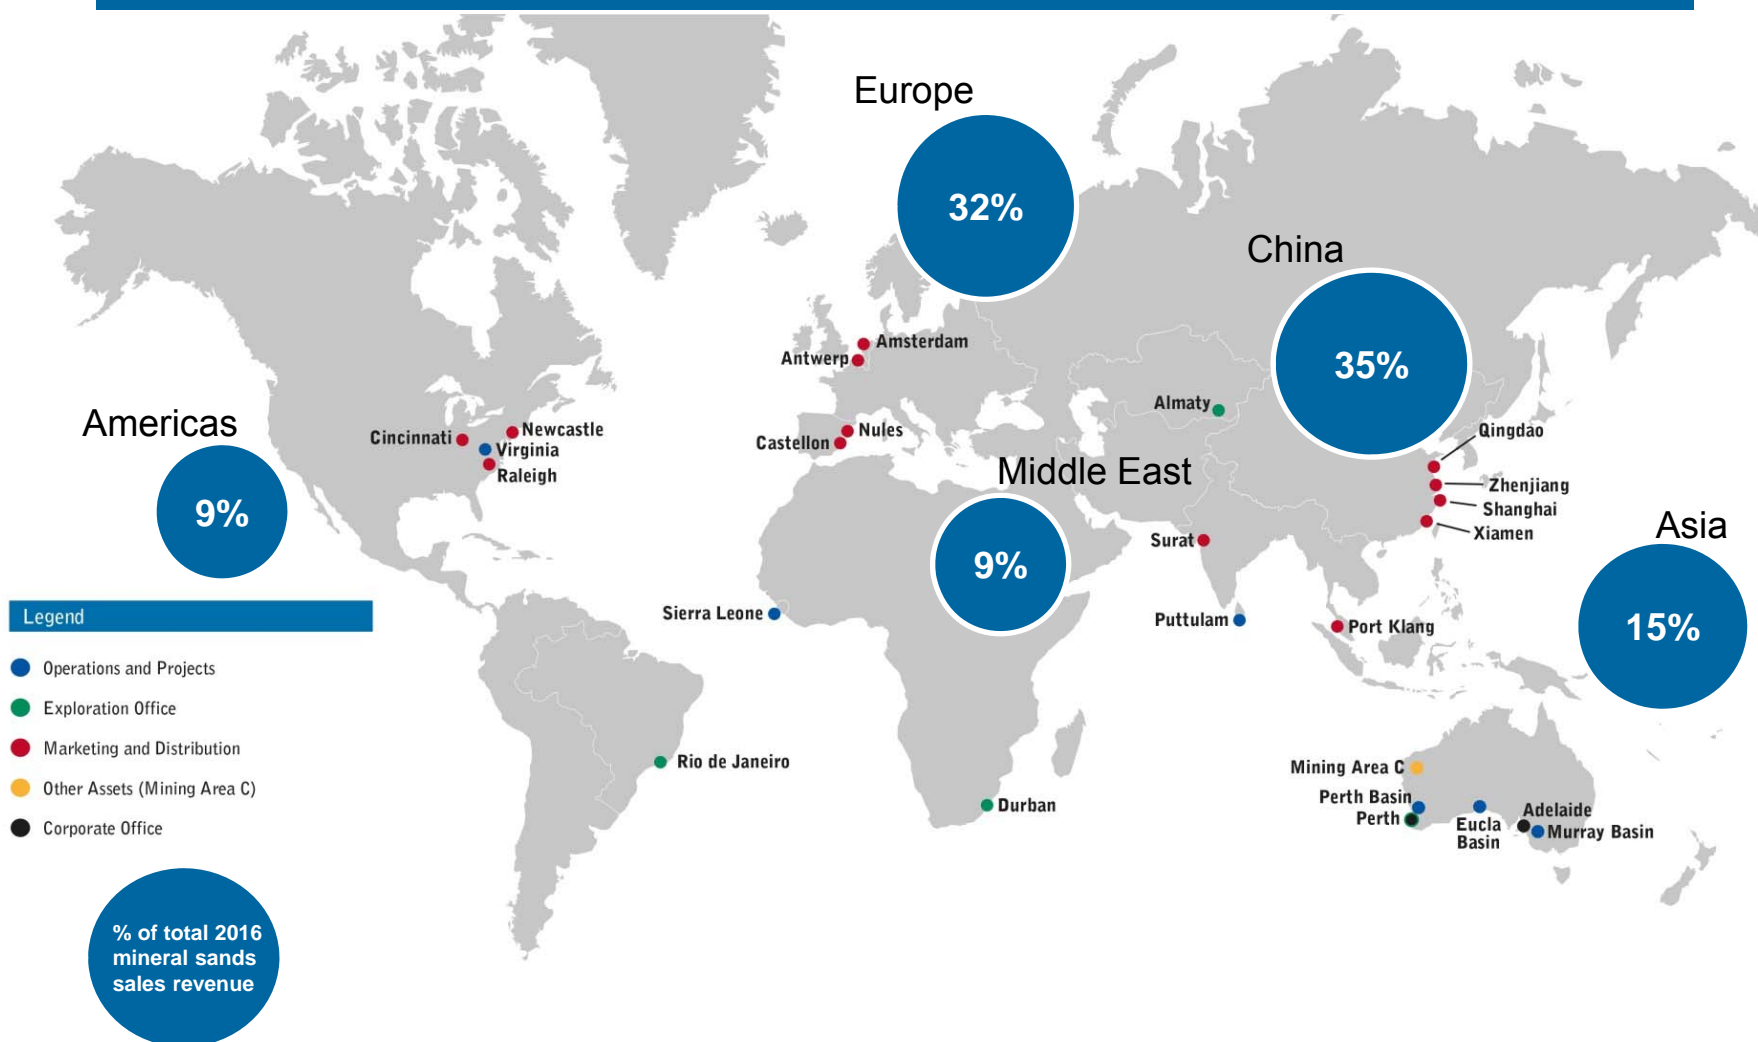 Europe
32%
China
35%
Amsterdam
Antwerp
Almaty
Americas
9%
Cincinnati
Newcastle
Virginia
Raleigh
Castellon
Nules
Qingdao
Zhenjiang
Shanghai
Xiamen
Middle East
9%
Surat
Asia
15%
Sierra Leone
Puttulam
Port Klang
Legend
Operations and Projects
Exploration Office
Marketing and Distribution
Other Assets (Mining Area C)
Corporate Office
Rio de Janeiro
Durban
Mining Area C
Perth Basin
Perth
Eucla
Basin
Adelaide
Murray Basin
% of total 2016
mineral sands
sales revenue